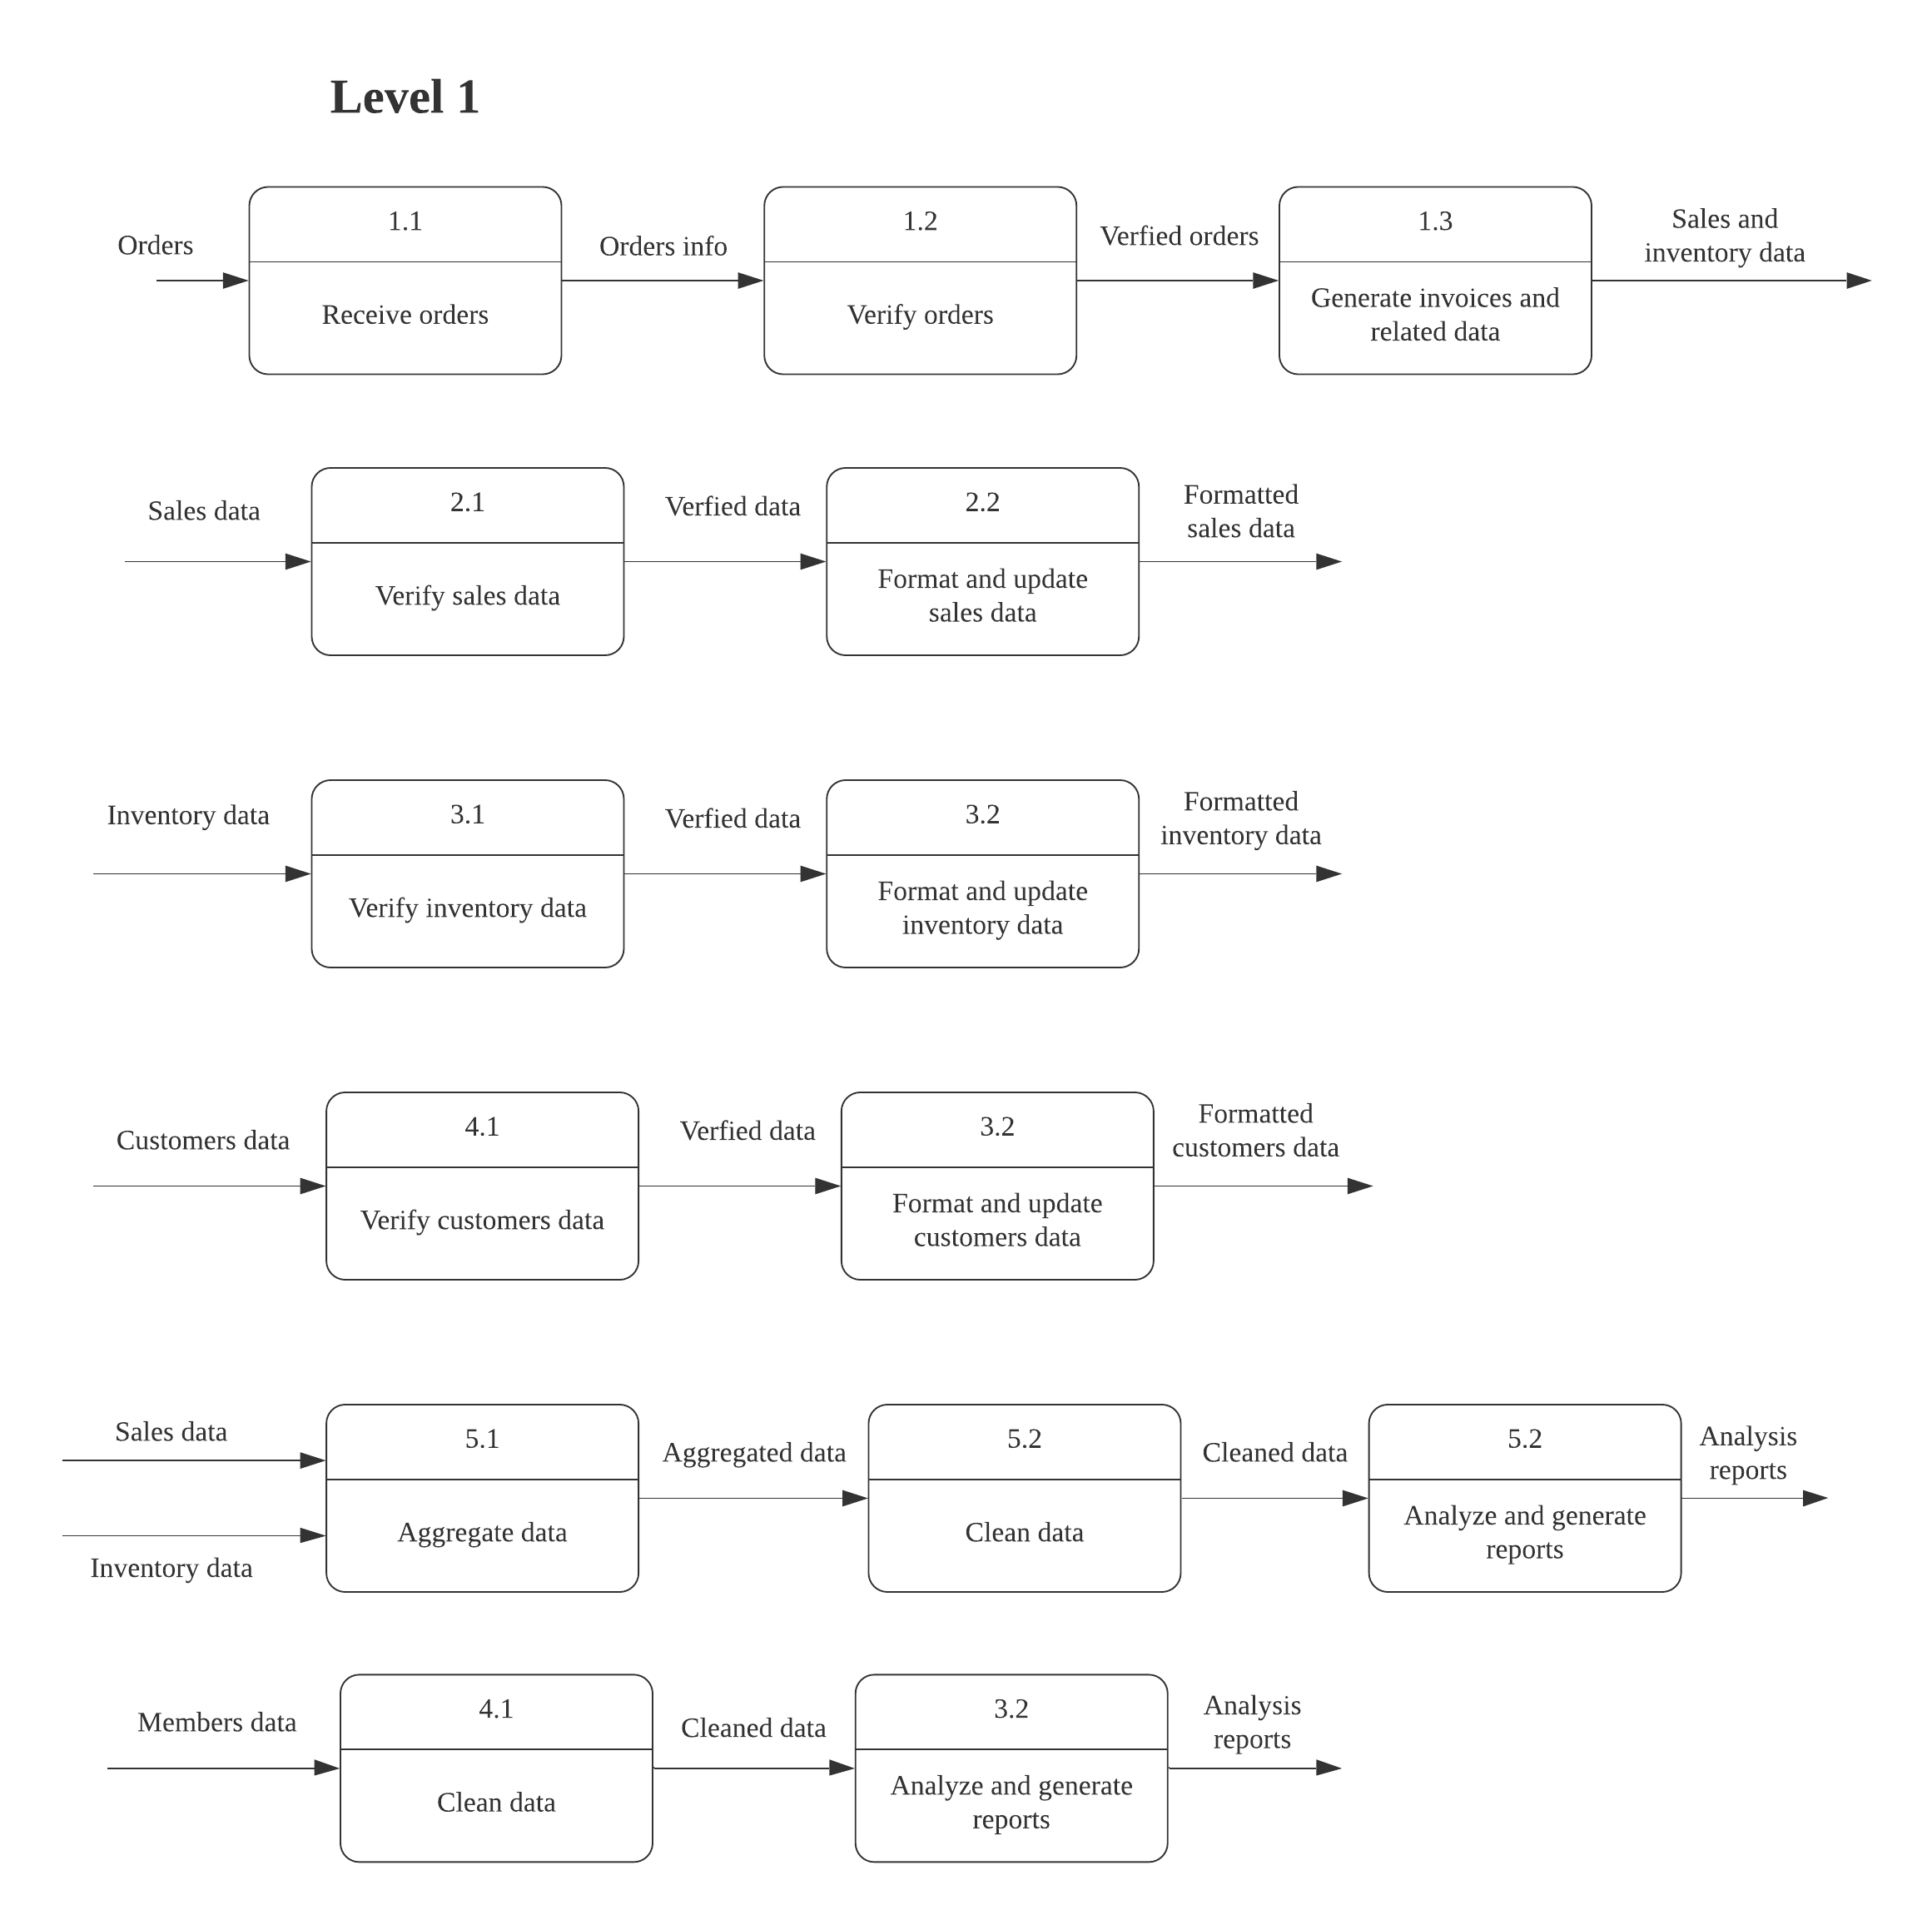 Level 1
Orders
1.1
Receive orders
Orders info
1.2
Verify orders
Verfied orders
1.3
Generate invoices and
related data
Sales and
inventory data
Sales data
2.1
Verify sales data
Verfied data
2.2
Format and update
sales data
Formatted
sales data
Inventory data
3.1
Verify inventory data
Verfied data
3.2
Format and update
inventory data
Formatted
inventory data
Customers data
4.1
Verify customers data
Verfied data
3.2
Format and update
customers data
Formatted
customers data
Sales data
Inventory data
5.1
Aggregate data
Aggregated data
5.2
Clean data
Cleaned data
5.2
Analyze and generate
reports
Analysis
reports
Members data
4.1
Clean data
Cleaned data
3.2
Analyze and generate
reports
Analysis
reports